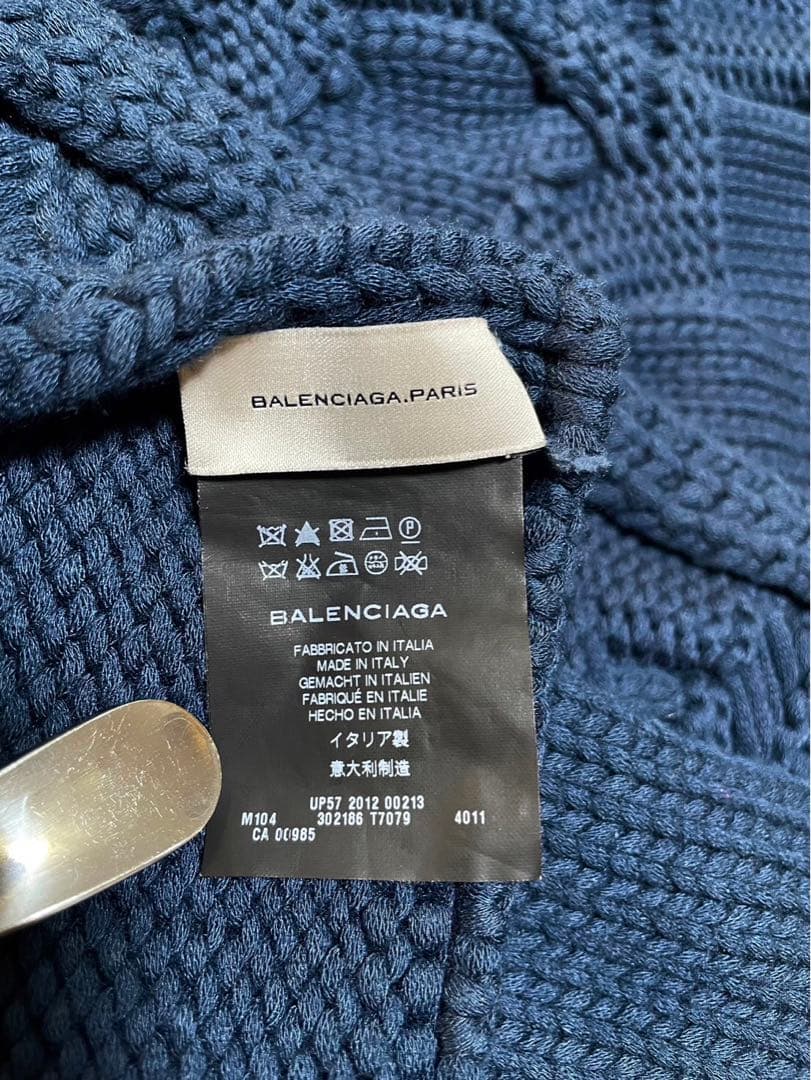 BALENCIAGA.PARIS
BALENCIAGA
FABBRICATO IN ITALIA
MADE IN ITALY
GEMACHT IN ITALIEN
FABRIQUÉ EN ITALIE
HECHO EN ITALIA
イタリア製
意大利制造
UP57 2012 00213
M104 302186 T7079 4011
CA 00985